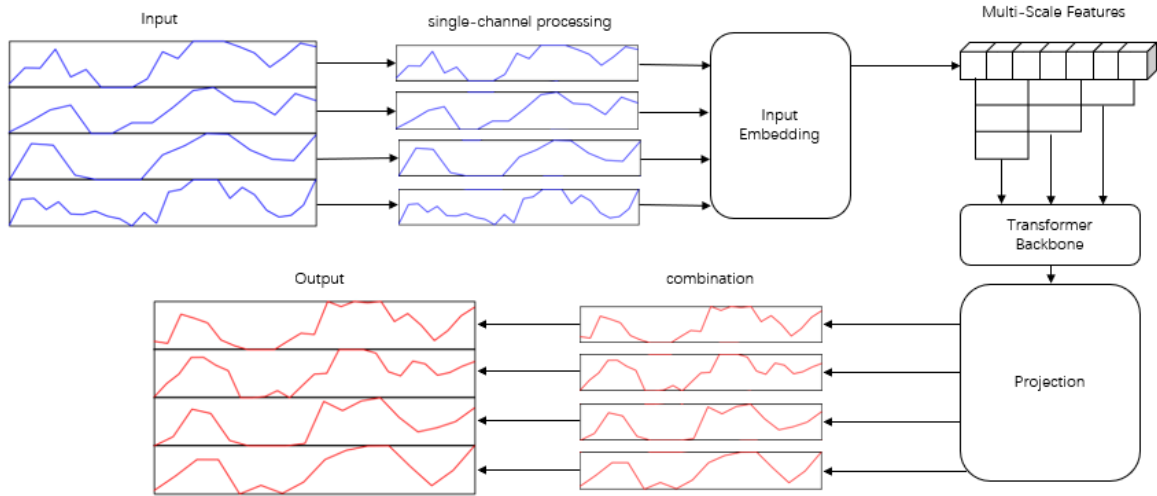 Input
single-channel processing
Multi-Scale Features
Input
Embedding
Transformer
Backbone
Output
combination
Projection